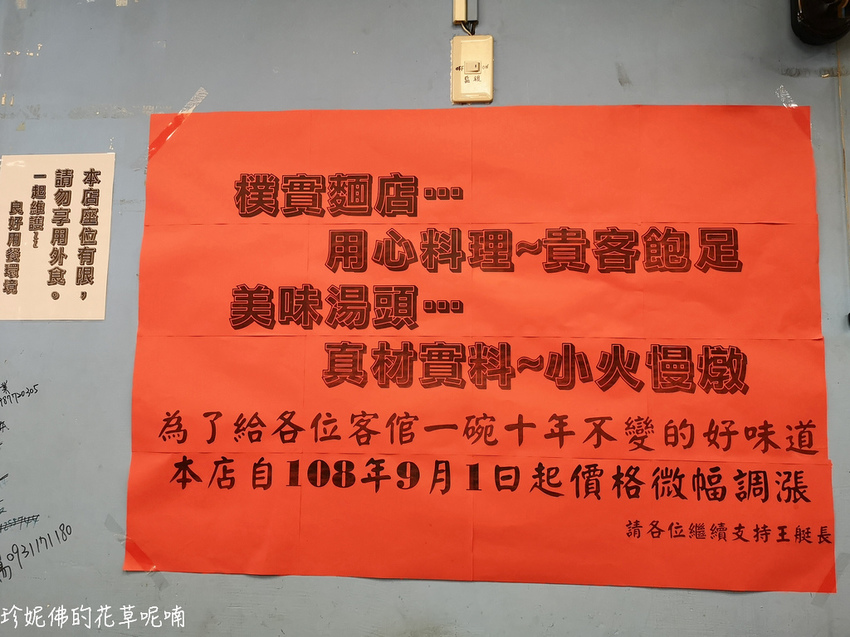 樸實麵店…
用心料理~貴客飽足
美味湯頭…
真材實料~小火慢燉
為了給各位客倌一碗十年不變的好味道
本店自108年9月1日起價格微幅調漲
請各位繼續支持王艇長
本店座位有限，
請勿享用外食。
一起維護~~~
良好用餐環境
0931171180
珍妮佛的花草呢喃